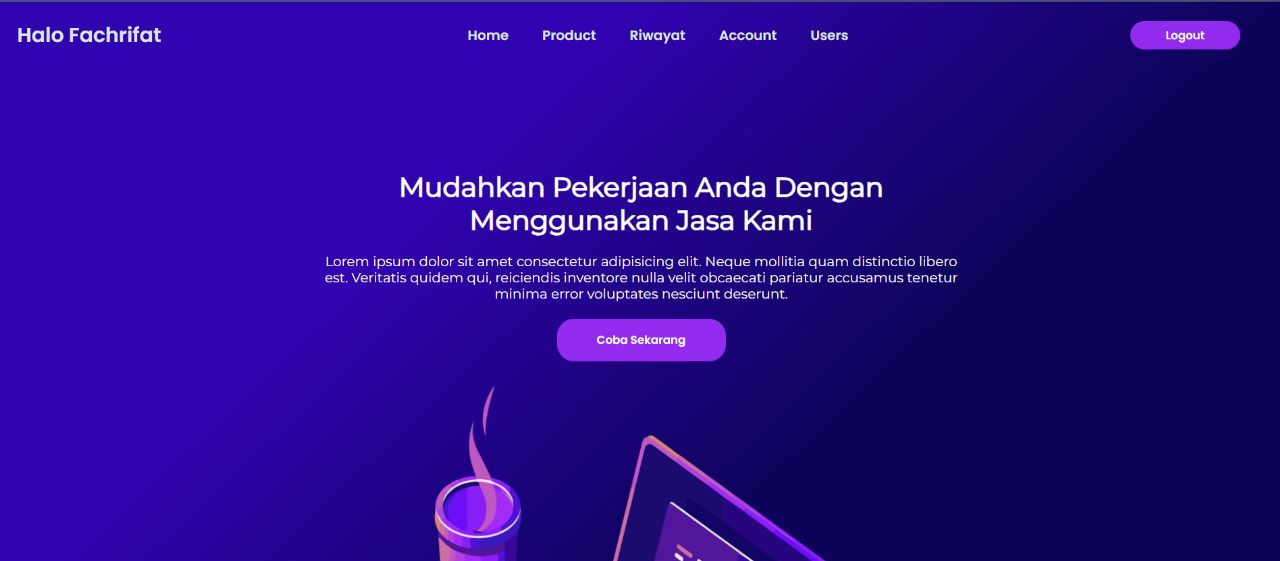 Halo Fachrifat
Home Product Riwayat Account Users
Logout
Mudahkan Pekerjaan Anda Dengan
Menggunakan Jasa Kami
Lorem ipsum dolor sit amet consectetur adipisicing elit. Neque mollitia quam distinctio libero
est. Veritatis quidem qui, reiciendis inventore nulla velit obcaecati pariatur accusamus tenetur
minima error voluptates nesciunt deserunt.
Coba Sekarang